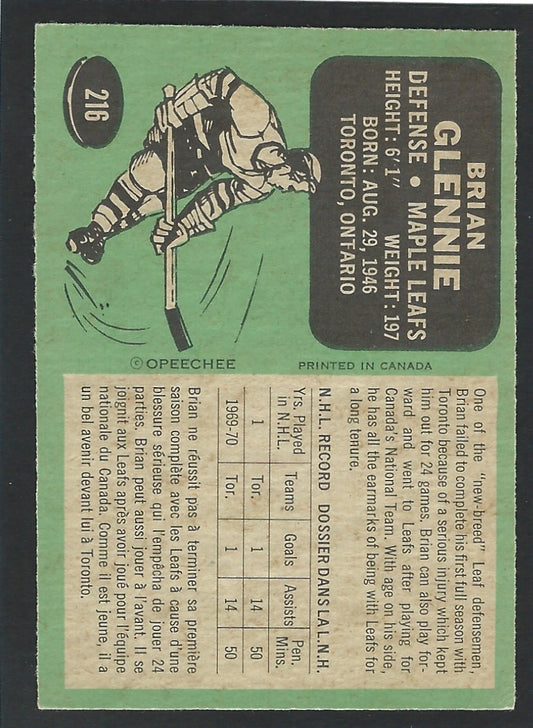 216
BRIAN
GLENNIE
DEFENSE • MAPLE LEAFS
HEIGHT: 6'1" WEIGHT: 197
BORN: AUG. 29, 1946
TORONTO, ONTARIO
© OPEECHEE
PRINTED IN CANADA
One of the "new-breed" Leaf defensemen,
Brian failed to complete his first full season with
Toronto because of a serious injury which kept
him out for 24 games. Brian can also play for-
ward and went to Leafs after playing for
Canada's National Team. With age on his side,
he has all the earmarks of being with Leafs for
a long tenure.
N.H.L. RECORD DOSSIER DANS LA L.N.H.
Yrs. Played in N.H.L. Teams Goals Assists Pen. Mins.
1 Tor. 1 14 50
1969-70 Tor. 1 14 50
Brian ne réussit pas à terminer sa première
saison complète avec les Leafs à cause d'une
blessure sérieuse qui l'ampêcha de jouer 24
parties. Brian peut aussi jouer à l'avant. Il se
joignit aux Leafs après avoir joué pour l'équipe
nationale du Canada. Comme il est jeune, il a
un bel avenir devant lui à Toronto.